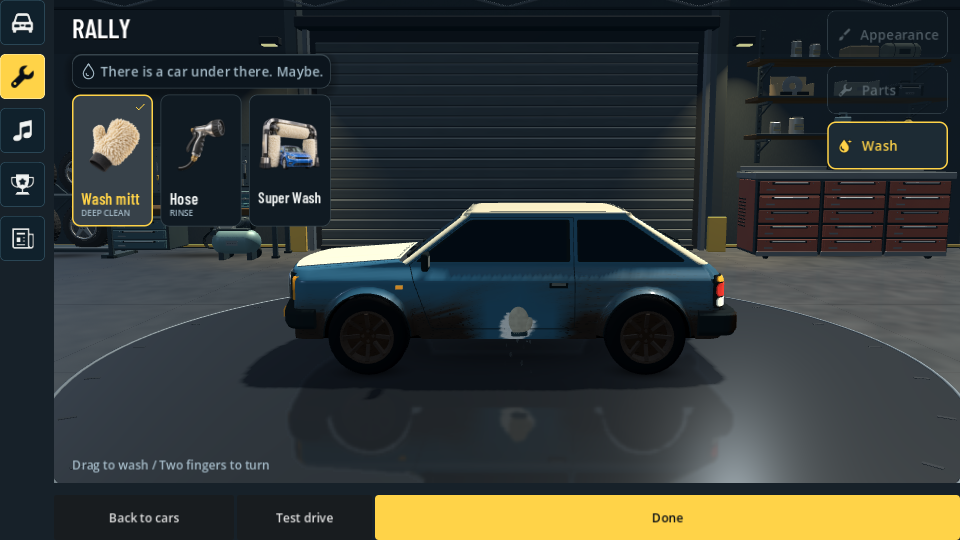 RALLY
There is a car under there. Maybe.
Wash mitt
DEEP CLEAN
Hose
RINSE
Super Wash
Appearance
Parts
Wash
Drag to wash / Two fingers to turn
Back to cars
Test drive
Done